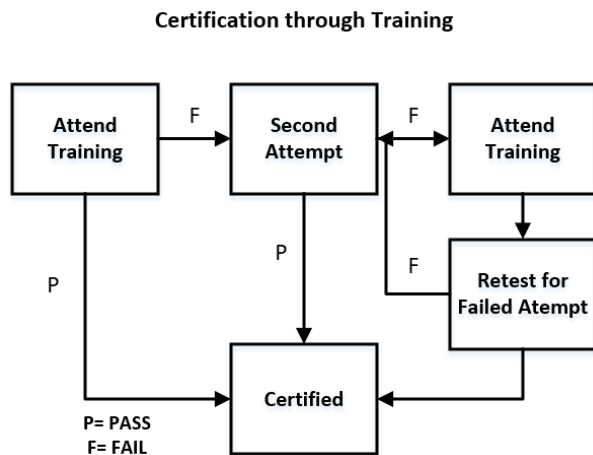 Certification through Training
Attend
Training
F
Second
Attempt
F
Attend
Training
P
P
F
Retest for
Failed Atempt
Certified
P= PASS
F= FAIL